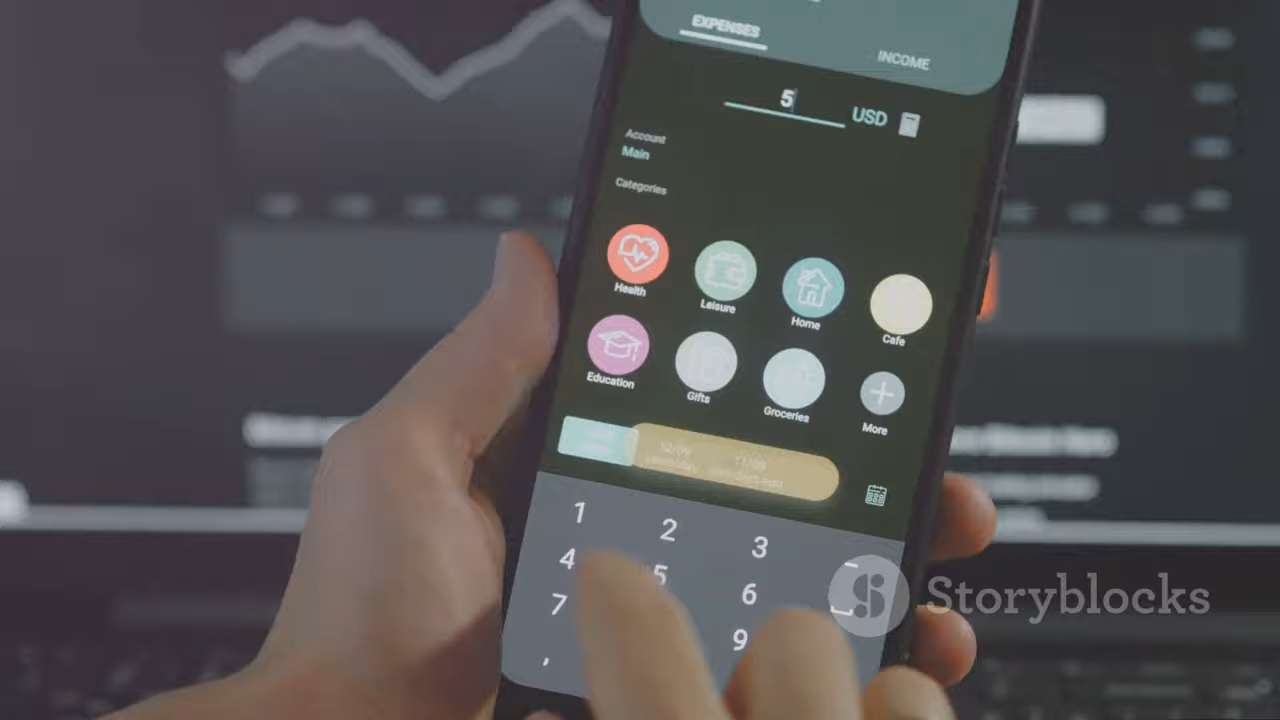 EXPENSES
INCOME
5 USD
Account
Main
Categories
Health
Leisure
Home
Cafe
Education
Gifts
Groceries
More
12/09
11/09
1 2 3
4 5 6
7 9
,
Storyblocks